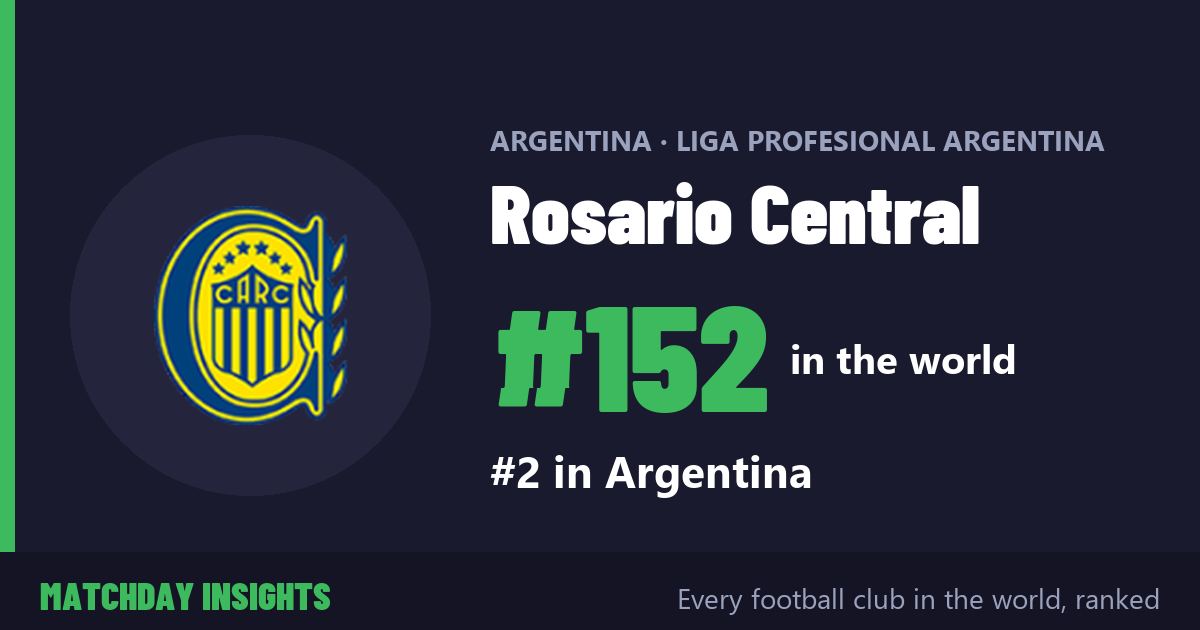 ARGENTINA · LIGA PROFESIONAL ARGENTINA
Rosario Central
CARC
#152 in the world
#2 in Argentina
MATCHDAY INSIGHTS
Every football club in the world, ranked